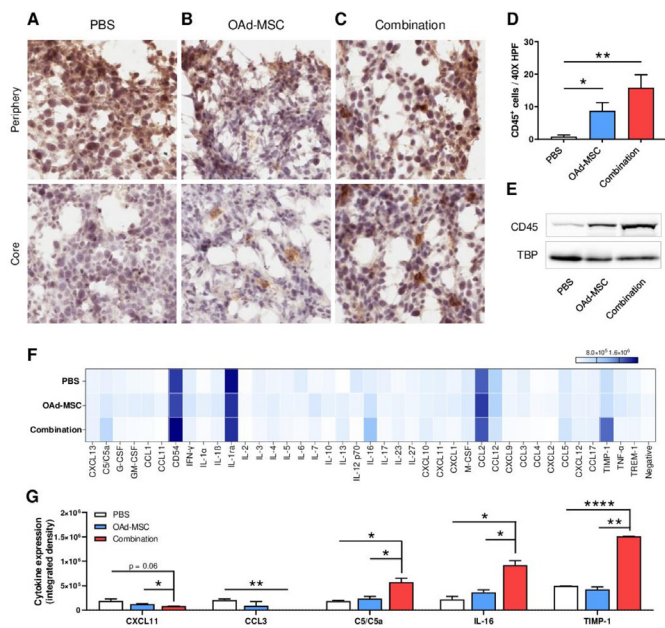 A PBS
B OAd-MSC
C Combination
Periphery
Core
D
CD45⁺ cells / 40X HPF
40
30
20
10
0
**
*
PBS
OAd-MSC
Combination
E
CD45
TBP
PBS
OAd-MSC
Combination
F
8.0×10⁵ 1.6×10⁶
PBS
OAd-MSC
Combination
CXCL13
C5/C5a
G-CSF
GM-CSF
CCL1
CCL11
CD54
IFN-γ
IL-1α
IL-1ß
IL-1ra
IL-2
IL-3
IL-4
IL-5
IL-6
IL-7
IL-10
IL-13
IL-12 p70
IL-16
IL-17
IL-23
IL-27
CXCL10
CXCL11
CXCL1
M-CSF
CCL2
CCL12
CXCL9
CCL3
CCL4
CXCL2
CCL5
CXCL12
CCL17
TIMP-1
TNF-α
TREM-1
Negative
G
Cytokine expression
(integrated density)
2×10⁶
1.5×10⁶
1×10⁶
5×10⁵
0
PBS
OAd-MSC
Combination
p = 0.06
*
**
*
*
*
*
****
**
CXCL11 CCL3 C5/C5a IL-16 TIMP-1